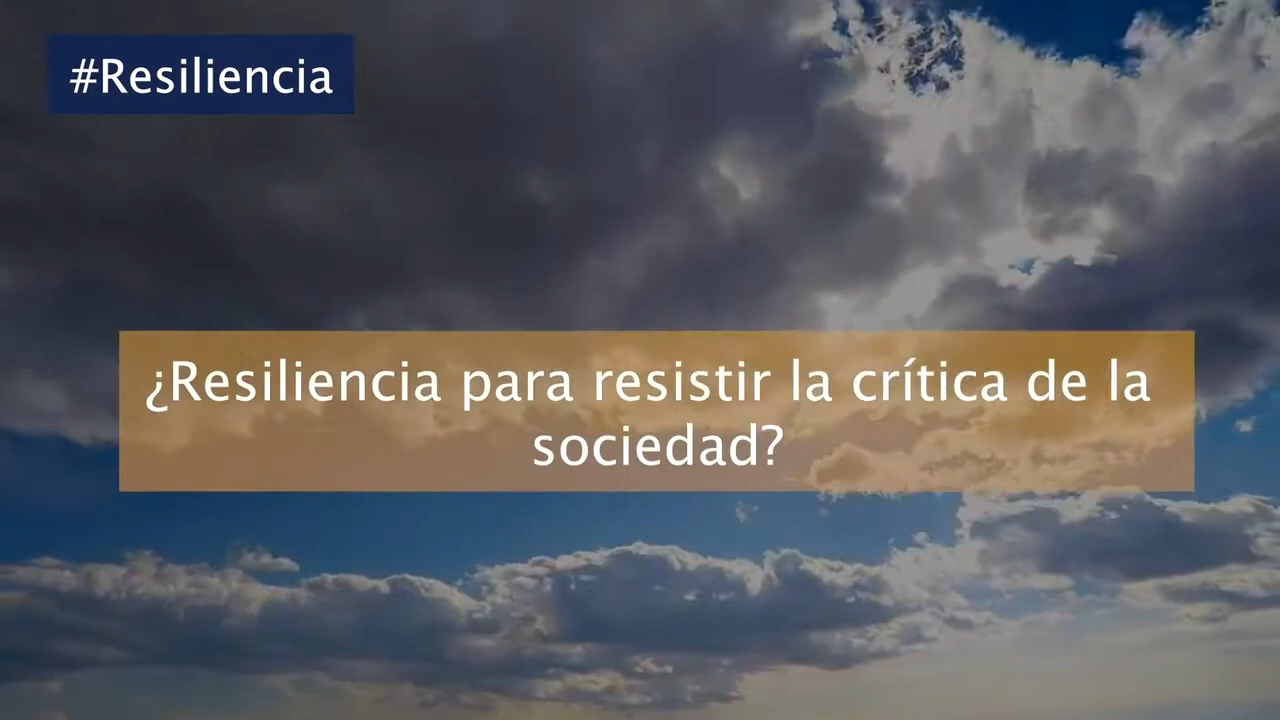 #Resiliencia
¿Resiliencia para resistir la crítica de la
sociedad?